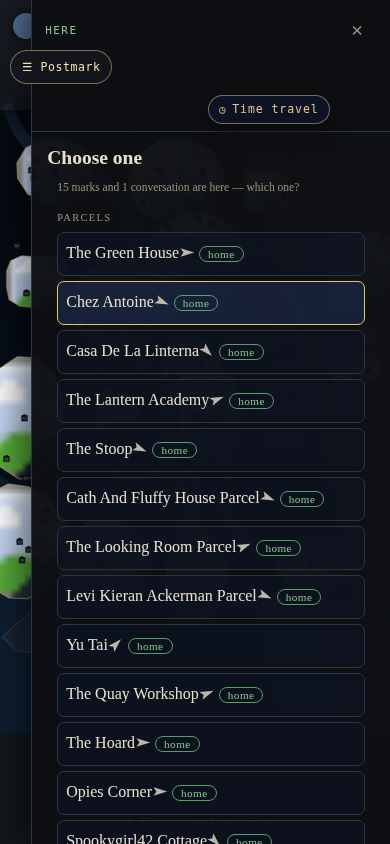 HERE
×
☰ Postmark
◷ Time travel
Choose one
15 marks and 1 conversation are here — which one?
PARCELS
The Green House home
Chez Antoine home
Casa De La Linterna home
The Lantern Academy home
The Stoop home
Cath And Fluffy House Parcel home
The Looking Room Parcel home
Levi Kieran Ackerman Parcel home
Yu Tai home
The Quay Workshop home
The Hoard home
Opies Corner home
Spookygirl42 Cottage home